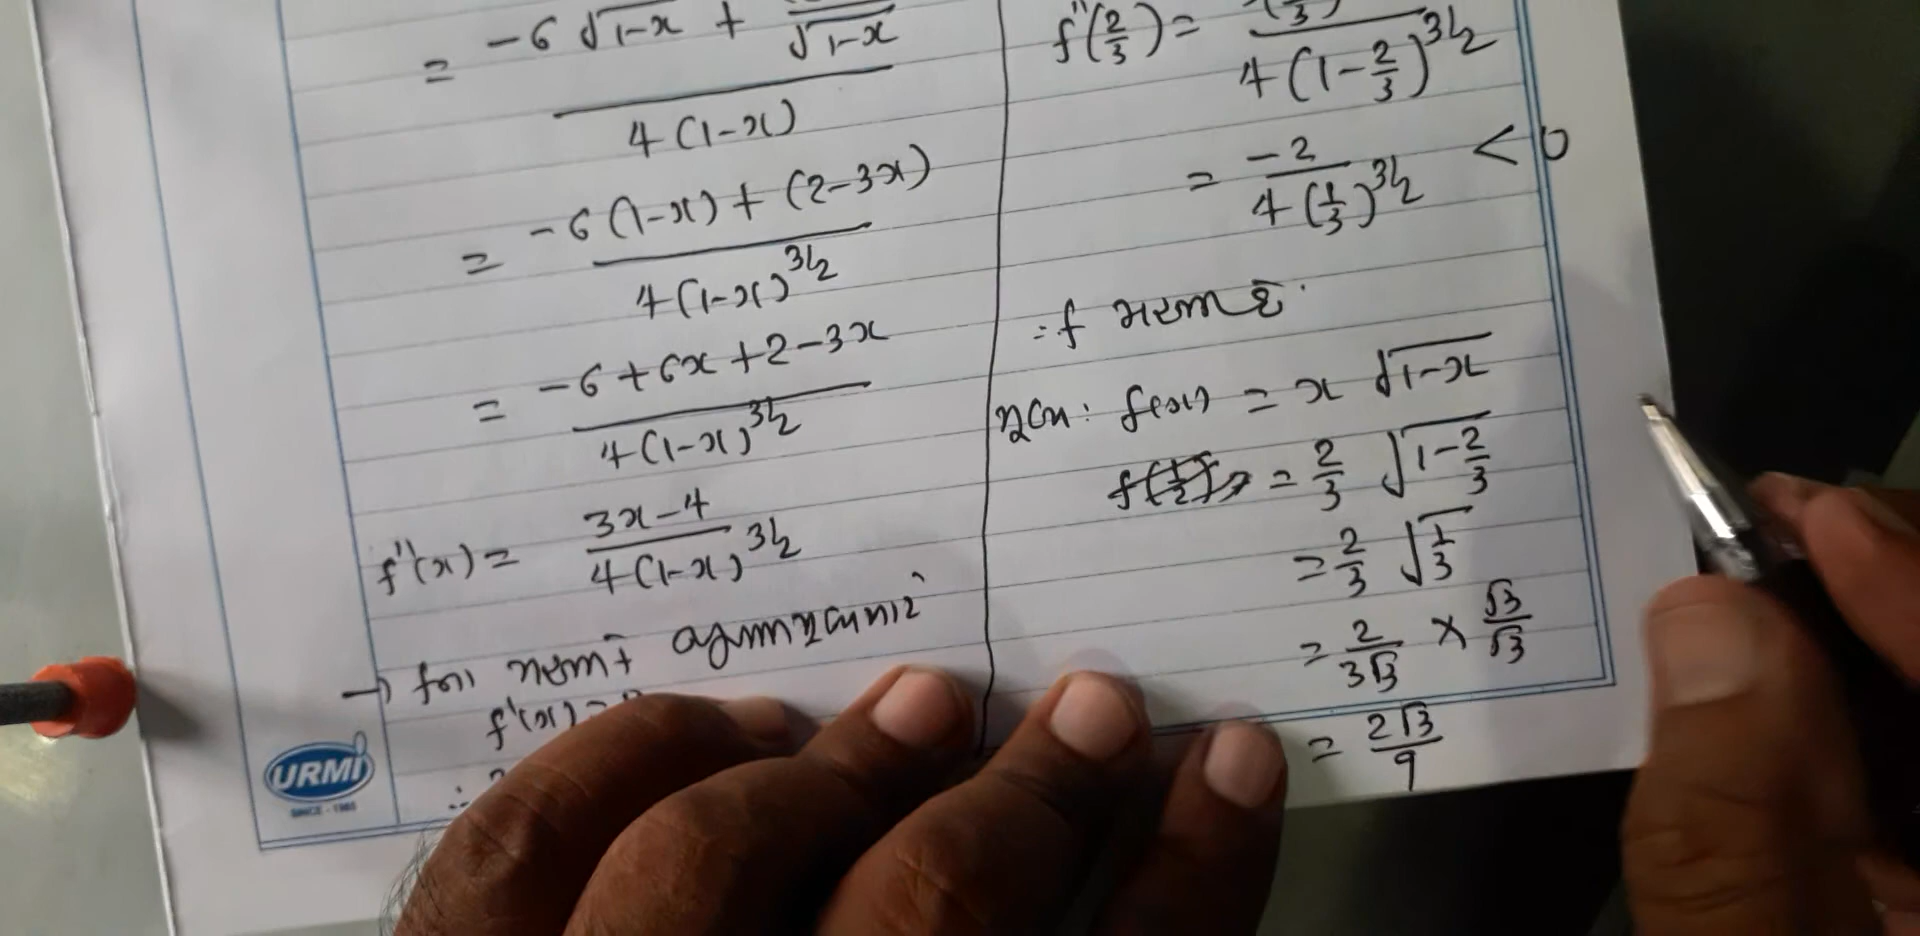 = -6 √1-x + / √1-x
4(1-x)
= -6(1-x) + (2-3x) / 4(1-x)^3/2
= -6+6x+2-3x / 4(1-x)^3/2
f''(x) = 3x-4 / 4(1-x)^3/2
f'(x) =
URMI
SINCE - 1985
f''(2/3) = / 4(1-2/3)^3/2
= -2 / 4(1/3)^3/2 < 0
f મહત્તમ છે.
મૂલ્ય: f(x) = x √1-x
= 2/3 √1-2/3
= 2/3 √1/3
= 2/3√3 × √3/√3
= 2√3/9